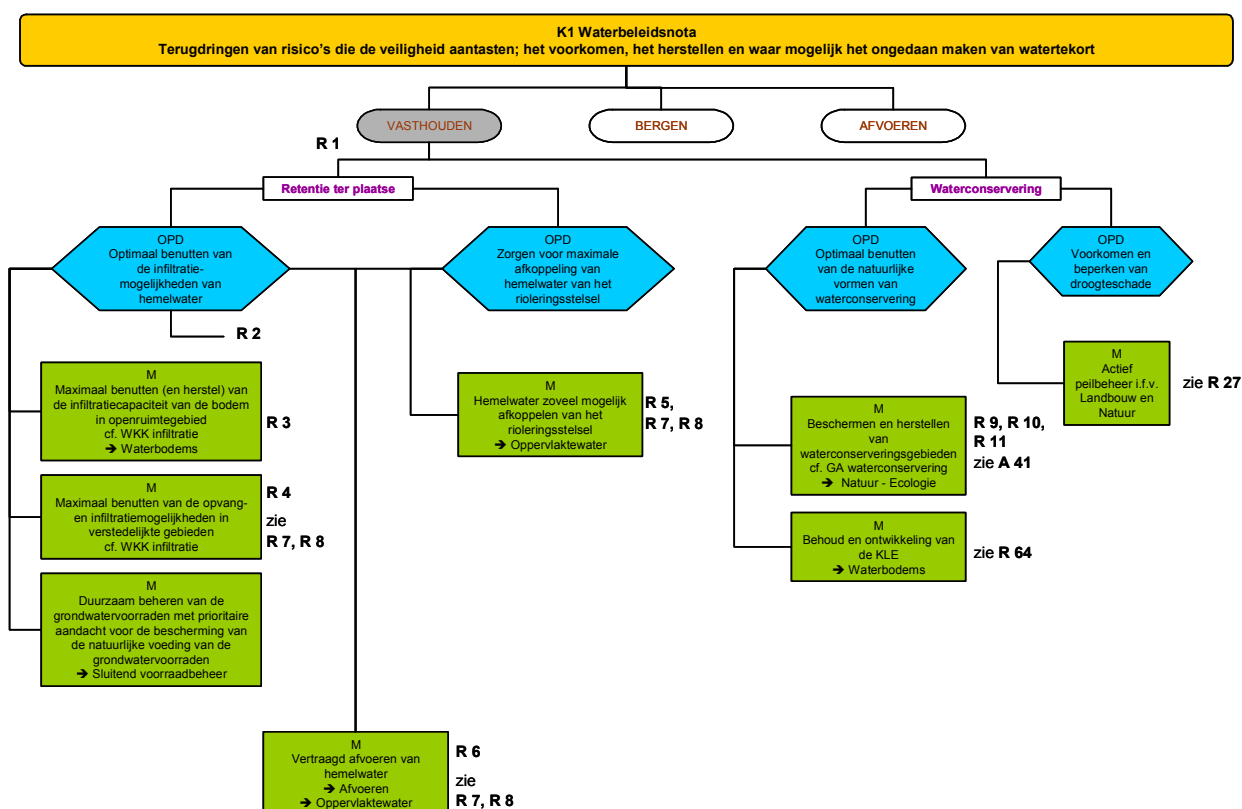 K1 Waterbeleidsnota
Terugdringen van risico's die de veiligheid aantasten; het voorkomen, het herstellen en waar mogelijk het ongedaan maken van watertekort
VASTHOUDEN
BERGEN
AFVOEREN
R 1
Retentie ter plaatse
Waterconservering
OPD
Optimaal benutten van
de infiltratie-
mogelijkheden van
hemelwater
OPD
Zorgen voor maximale
afkoppeling van
hemelwater van het
rioleringsstelsel
OPD
Optimaal benutten
van de natuurlijke
vormen van
waterconservering
OPD
Voorkomen en
beperken van
droogteschade
R 2
M
Maximaal benutten (en herstel) van
de infiltratiecapaciteit van de bodem
in openruimtegebied
cf. WKK infiltratie
➔ Waterbodems
R 3
M
Hemelwater zoveel mogelijk
afkoppelen van het
rioleringsstelsel
➔ Oppervlaktewater
R 5,
R 7, R 8
M
Actief
peilbeheer i.f.v.
Landbouw en
Natuur
zie R 27
M
Beschermen en herstellen
van
waterconserveringsgebieden
cf. GA waterconservering
➔ Natuur - Ecologie
R 9, R 10,
R 11
zie A 41
M
Maximaal benutten van de opvang-
en infiltratiemogelijkheden in
verstedelijkte gebieden
cf. WKK infiltratie
R 4
zie
R 7, R 8
M
Behoud en ontwikkeling van
de KLE
➔ Waterbodems
zie R 64
M
Duurzaam beheren van de
grondwatervoorraden met prioritaire
aandacht voor de bescherming van
de natuurlijke voeding van de
grondwatervoorraden
➔ Sluitend voorraadbeheer
M
Vertraagd afvoeren van
hemelwater
➔ Afvoeren
➔ Oppervlaktewater
R 6
zie
R 7, R 8